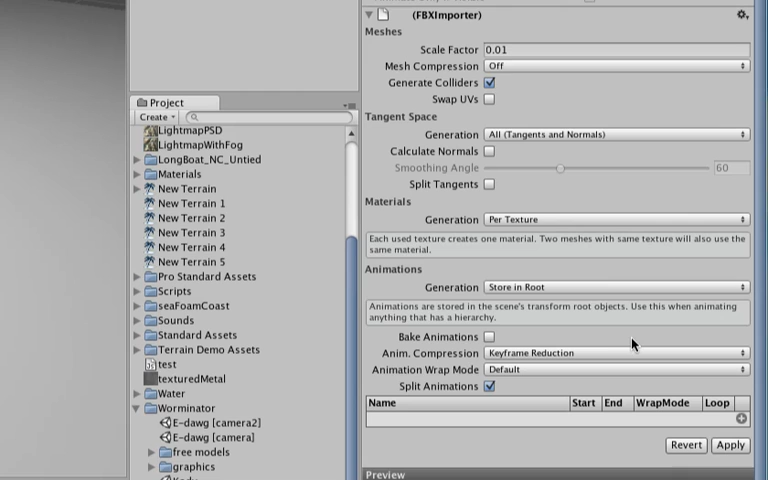 (FBXImporter)
Meshes
Scale Factor 0.01
Mesh Compression Off
Generate Colliders
Swap UVs
Tangent Space
Generation All (Tangents and Normals)
Calculate Normals
Smoothing Angle 60
Split Tangents
Materials
Generation Per Texture
Each used texture creates one material. Two meshes with same texture will also use the
same material.
Animations
Generation Store in Root
Animations are stored in the scene's transform root objects. Use this when animating
anything that has a hierarchy.
Bake Animations
Anim. Compression Keyframe Reduction
Animation Wrap Mode Default
Split Animations
Name Start End WrapMode Loop
Revert Apply
Preview
Project
Create
LightmapPSD
LightmapWithFog
LongBoat_NC_Untied
Materials
New Terrain
New Terrain 1
New Terrain 2
New Terrain 3
New Terrain 4
New Terrain 5
Pro Standard Assets
Scripts
seaFoamCoast
Sounds
Standard Assets
Terrain Demo Assets
test
texturedMetal
Water
Worminator
E-dawg [camera2]
E-dawg [camera]
free models
graphics